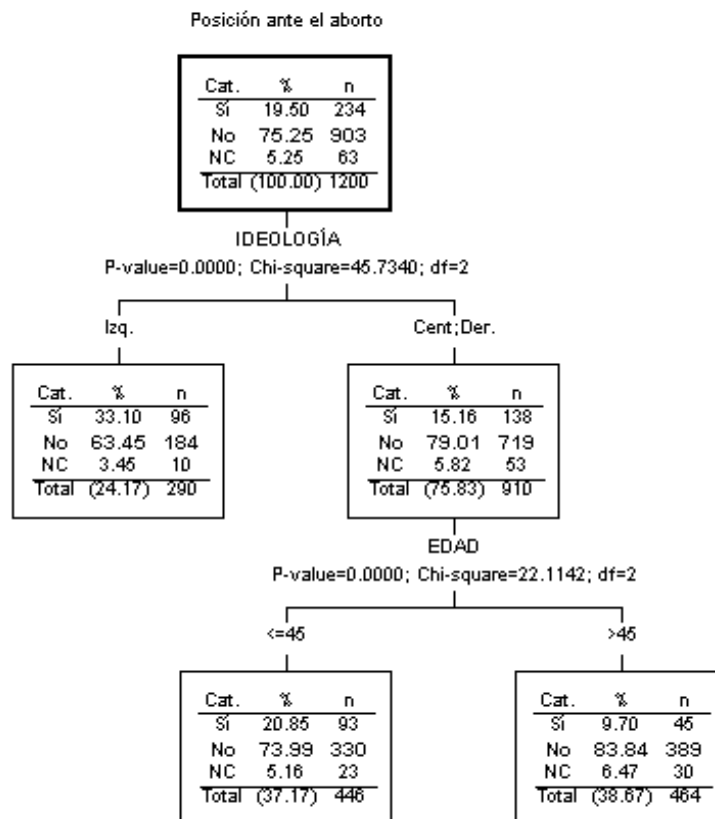 Posición ante el aborto
Cat. % n
Sí 19.50 234
No 75.25 903
NC 5.25 63
Total (100.00) 1200
IDEOLOGÍA
P-value=0.0000; Chi-square=45.7340; df=2
Izq. Cent;Der.
Cat. % n
Sí 33.10 96
No 63.45 184
NC 3.45 10
Total (24.17) 290
Cat. % n
Sí 15.16 138
No 79.01 719
NC 5.82 53
Total (75.83) 910
EDAD
P-value=0.0000; Chi-square=22.1142; df=2
<=45 >45
Cat. % n
Sí 20.85 93
No 73.99 330
NC 5.16 23
Total (37.17) 446
Cat. % n
Sí 9.70 45
No 83.84 389
NC 6.47 30
Total (38.67) 464